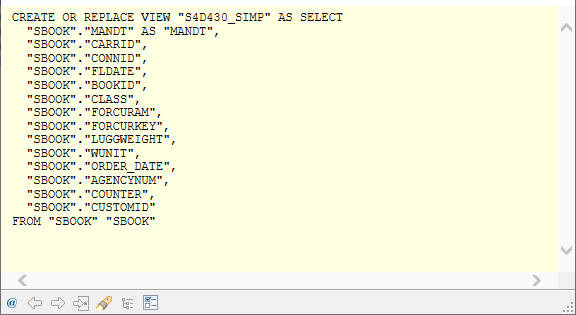 CREATE OR REPLACE VIEW "S4D430_SIMP" AS SELECT
"SBOOK"."MANDT" AS "MANDT",
"SBOOK"."CARRID",
"SBOOK"."CONNID",
"SBOOK"."FLDATE",
"SBOOK"."BOOKID",
"SBOOK"."CLASS",
"SBOOK"."FORCURAM",
"SBOOK"."FORCURKEY",
"SBOOK"."LUGGWEIGHT",
"SBOOK"."WUNIT",
"SBOOK"."ORDER_DATE",
"SBOOK"."AGENCYNUM",
"SBOOK"."COUNTER",
"SBOOK"."CUSTOMID"
FROM "SBOOK" "SBOOK"
@